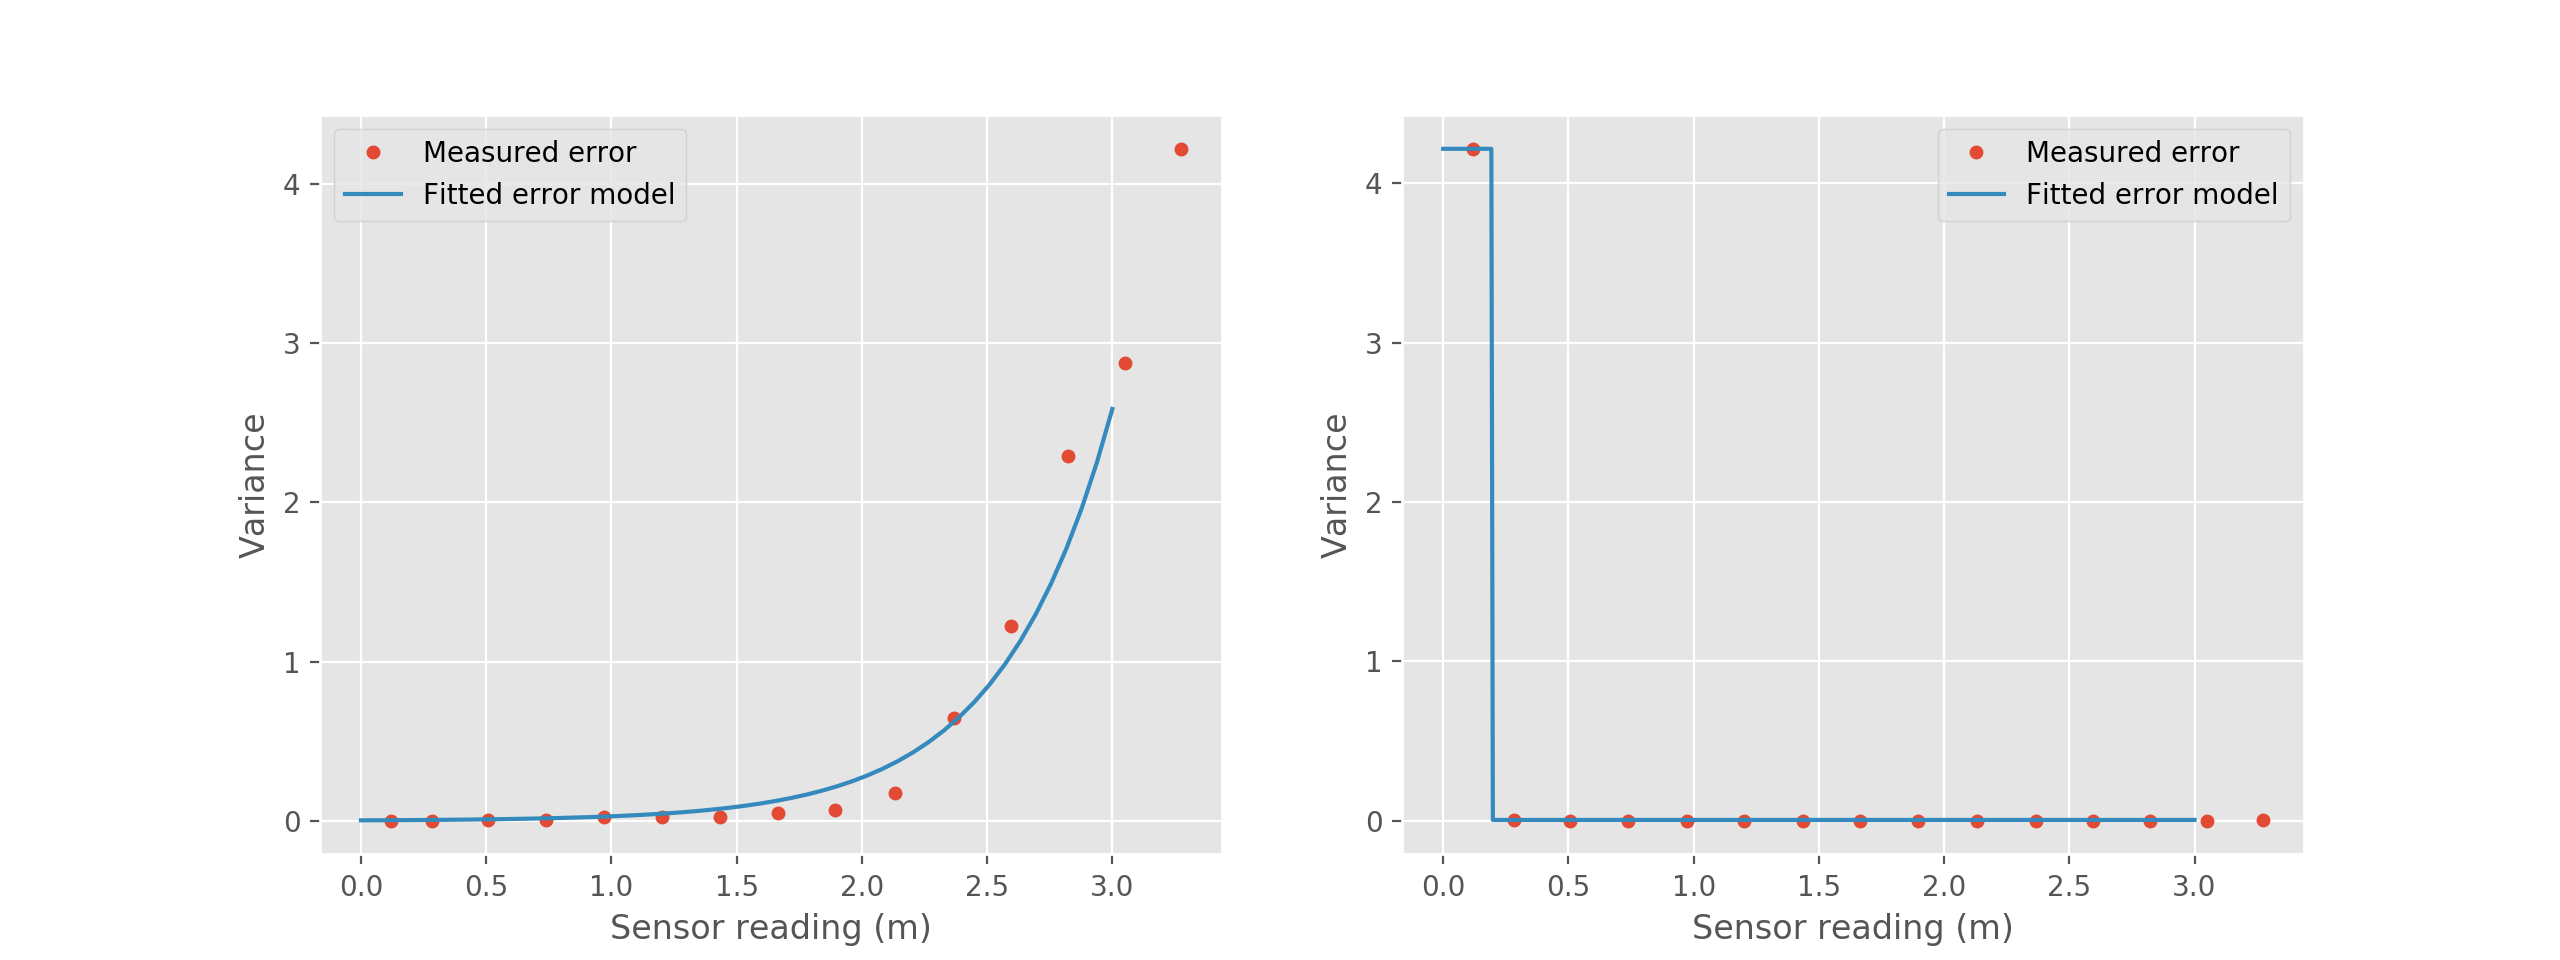 Measured error
Fitted error model
4
3
2
1
0
Variance
0.0 0.5 1.0 1.5 2.0 2.5 3.0
Sensor reading (m)
Measured error
Fitted error model
4
3
2
1
0
Variance
0.0 0.5 1.0 1.5 2.0 2.5 3.0
Sensor reading (m)